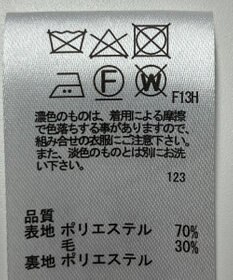 F W F13H
濃色のものは、着用による摩擦
で色落ちする事がありますので、
組み合せの衣服にご注意下さい。
また、淡色のものとは別にお洗
い下さい。
123
品質
表地 ポリエステル 70%
毛 30%
裏地 ポリエステル